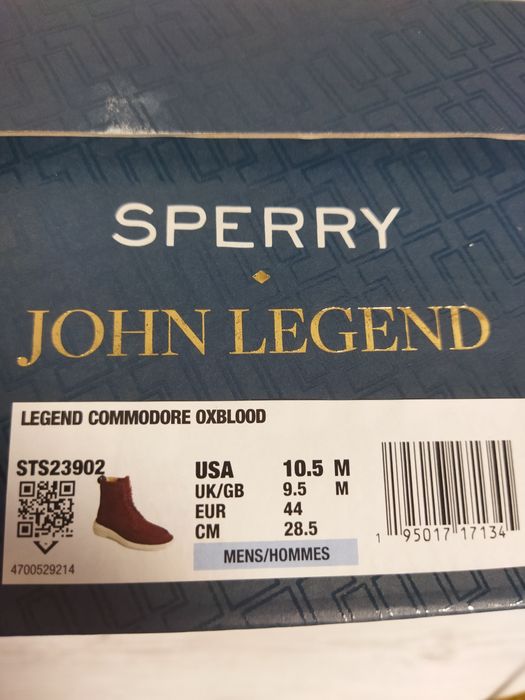 SPERRY
JOHN LEGEND
LEGEND COMMODORE OXBLOOD
STS23902
USA 10.5 M
UK/GB 9.5 M
EUR 44
CM 28.5
MENS/HOMMES
4700529214
1 95017 17134